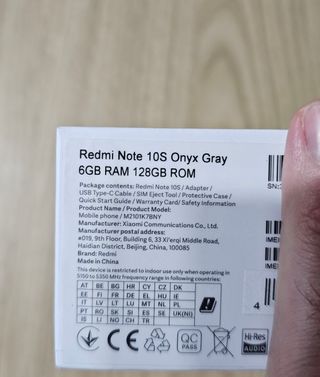 Redmi Note 10S Onyx Gray
6GB RAM 128GB ROM
Package contents: Redmi Note 10S / Adapter /
USB Type-C Cable / SIM Eject Tool / Protective Case /
Quick Start Guide / Warranty Card/ Safety Information
Product Name / Product Model:
Mobile phone / M2101K7BNY
Manufacturer: Xiaomi Communications Co., Ltd.
Manufacturer postal address:
#019, 9th Floor, Building 6, 33 Xi'erqi Middle Road,
Haidian District, Beijing, China, 100085
Brand: Redmi
Made in China
This device is restricted to indoor use only when operating in
5150 to 5350 MHz frequency range in following countries:
AT BE BG HR CY CZ DK
EE FI FR DE EL HU IE
IT LV LT LU MT NL PL
PT RO SK SI ES SE UK(NI)
IS LI NO CH TR
SN:
IMEI
IMEI
4
CE
QC
PASS
Hi-Res
AUDIO